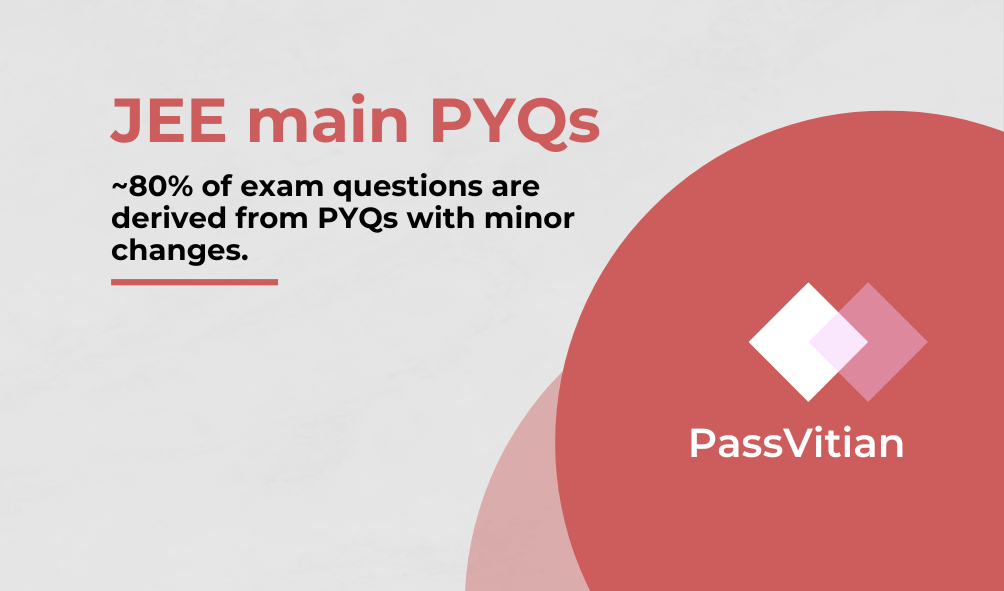 JEE main PYQs
~80% of exam questions are
derived from PYQs with minor
changes.
PassVitian